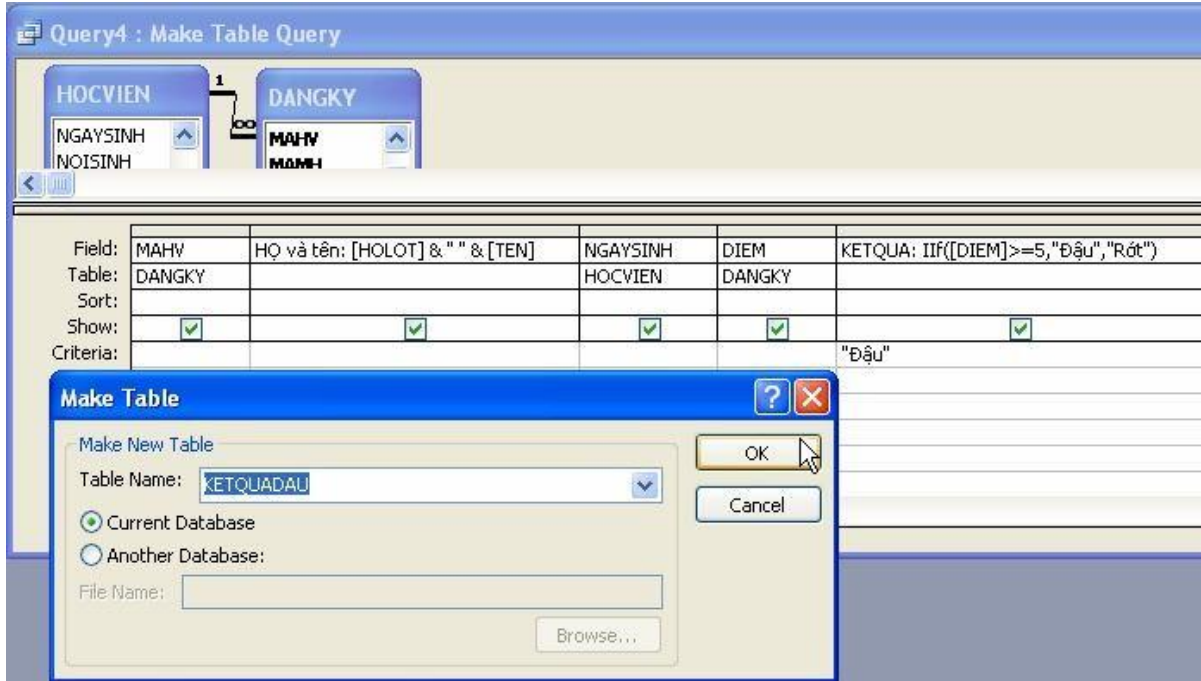 Query4 : Make Table Query
HOCVIEN
NGAYSINH
NOISINH
1
∞
DANGKY
MAHV
MAMH
Field: MAHV HỌ và tên: [HOLOT] & " " & [TEN] NGAYSINH DIEM KETQUA: IIf([DIEM]>=5,"Đậu","Rớt")
Table: DANGKY HOCVIEN DANGKY
Sort:
Show:
Criteria: "Đậu"
Make Table
Make New Table
Table Name: KETQUADAU
Current Database
Another Database:
File Name:
Browse...
OK
Cancel